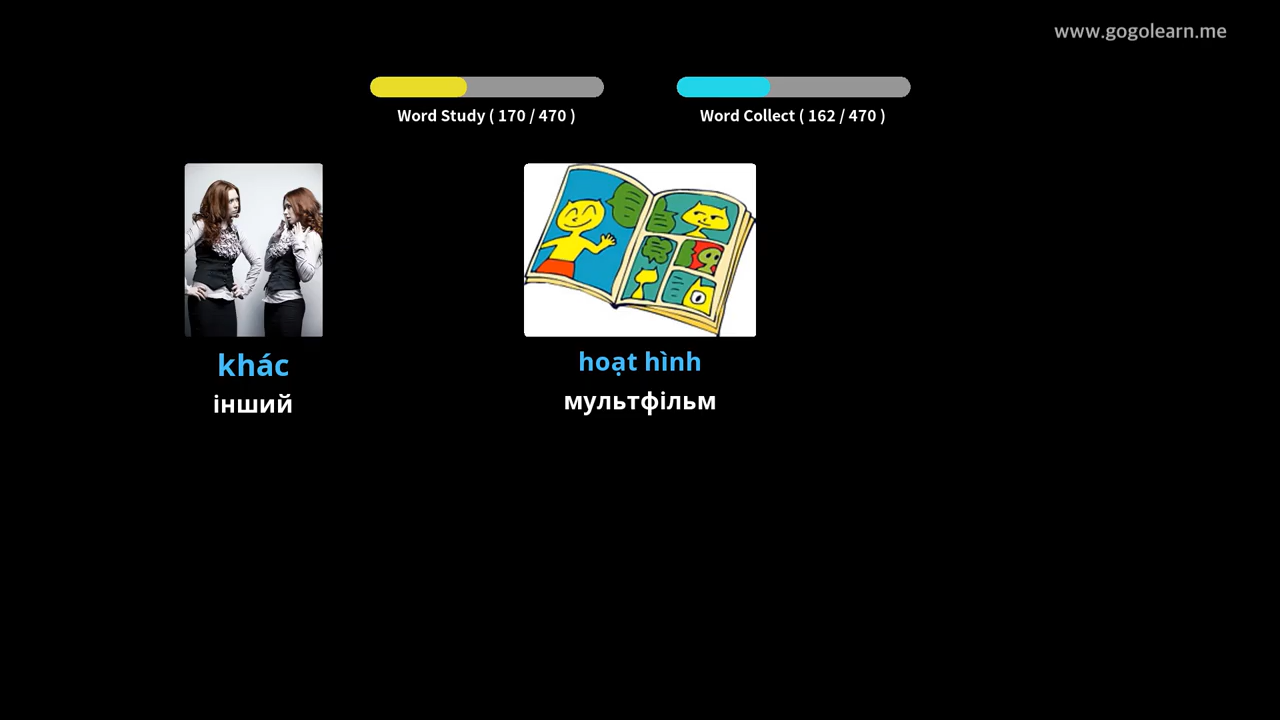 www.gogolearn.me
Word Study ( 170 / 470 )
Word Collect ( 162 / 470 )
khác
інший
hoạt hình
мультфільм